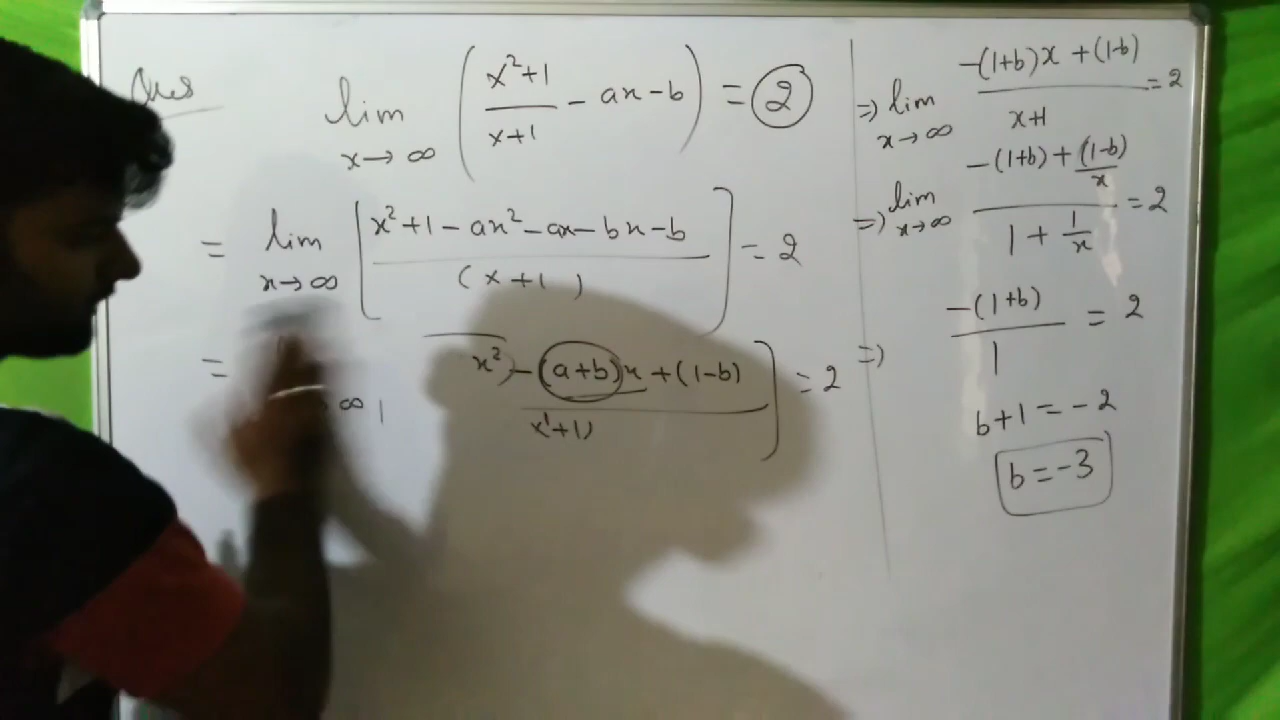 Ques
lim x→∞ (x²+1/x+1 - ax-b) = 2
= lim x→∞ [x²+1-ax²-ax-bx-b/(x+1)] = 2
= →∞ x²)-(a+b)x+(1-b)/x¹+1)] = 2
⇒ lim x→∞ -(1+b)x+(1-b)/x+1 = 2
⇒ lim x→∞ -(1+b)+(1-b)/x/1+1/x = 2
⇒ -(1+b)/1 = 2
b+1=-2
b=-3